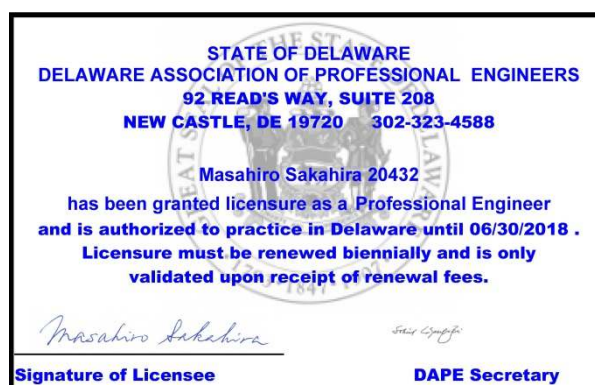 STATE OF DELAWARE
DELAWARE ASSOCIATION OF PROFESSIONAL ENGINEERS
92 READ'S WAY, SUITE 208
NEW CASTLE, DE 19720 302-323-4588
Masahiro Sakahira 20432
has been granted licensure as a Professional Engineer
and is authorized to practice in Delaware until 06/30/2018 .
Licensure must be renewed biennially and is only
validated upon receipt of renewal fees.
Masahiro Sakahira
Signature of Licensee DAPE Secretary